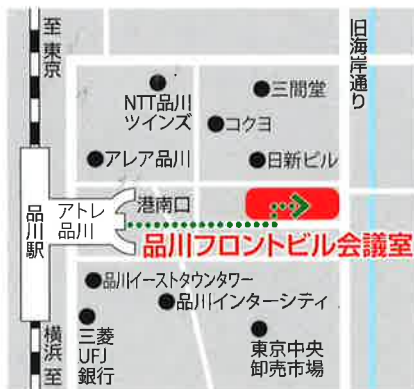 至
東京
旧海岸通り
NTT品川
ツインズ
三間堂
コクヨ
アレア品川
日新ビル
品川駅
アトレ
品川
港南口
品川フロントビル会議室
品川イーストタウンタワー
品川インターシティ
三菱
UFJ
銀行
東京中央
卸売市場
横浜
至